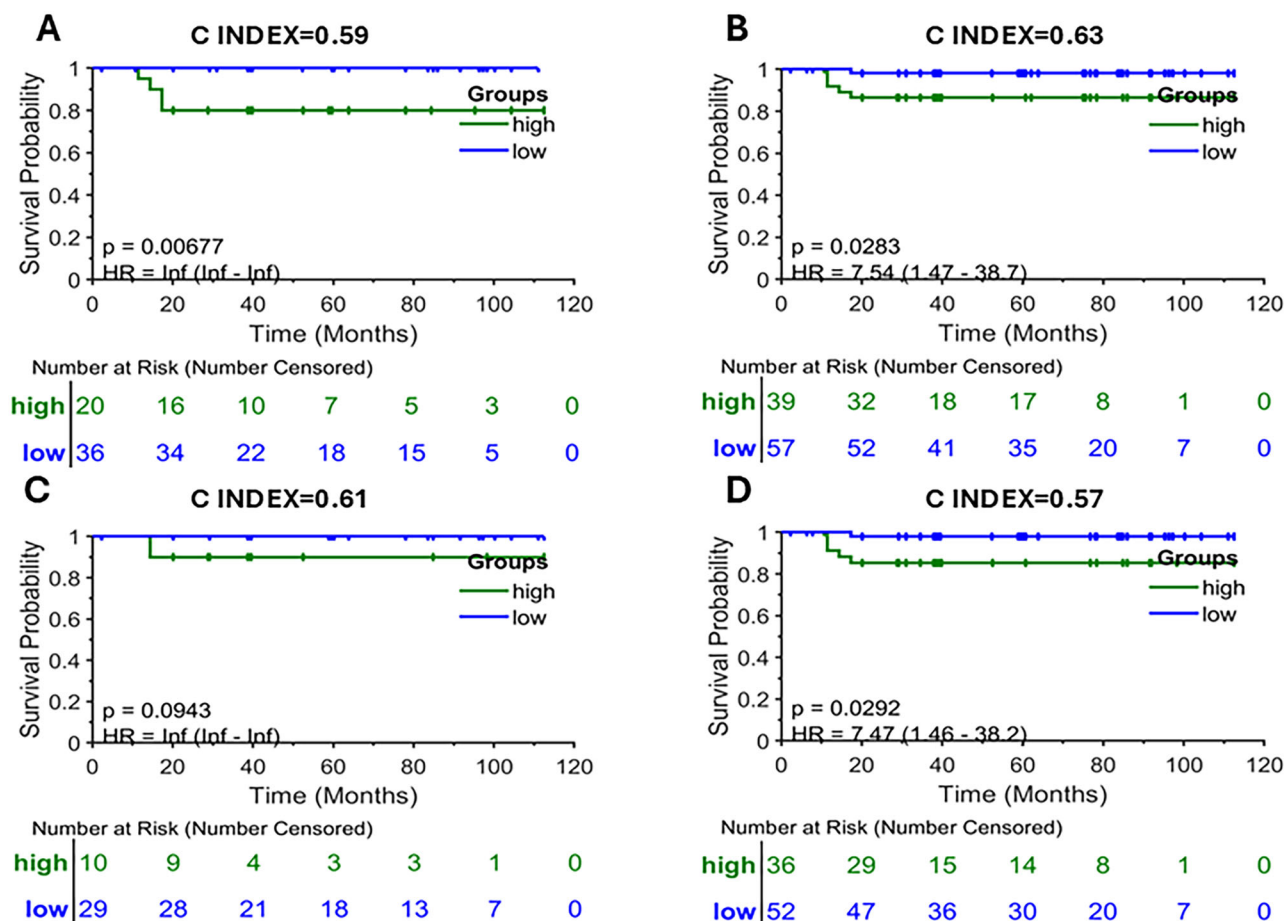 A
C INDEX=0.59
Survival Probability
1
0.8
0.6
0.4
0.2
0
Groups
high
low
p = 0.00677
HR = Inf (Inf - Inf)
0 20 40 60 80 100 120
Time (Months)
Number at Risk (Number Censored)
high 20 16 10 7 5 3 0
low 36 34 22 18 15 5 0
B
C INDEX=0.63
Survival Probability
1
0.8
0.6
0.4
0.2
0
Groups
high
low
p = 0.0283
HR = 7.54 (1.47 - 38.7)
0 20 40 60 80 100 120
Time (Months)
Number at Risk (Number Censored)
high 39 32 18 17 8 1 0
low 57 52 41 35 20 7 0
C
C INDEX=0.61
Survival Probability
1
0.8
0.6
0.4
0.2
0
Groups
high
low
p = 0.0943
HR = Inf (Inf - Inf)
0 20 40 60 80 100 120
Time (Months)
Number at Risk (Number Censored)
high 10 9 4 3 3 1 0
low 29 28 21 18 13 7 0
D
C INDEX=0.57
Survival Probability
1
0.8
0.6
0.4
0.2
0
Groups
high
low
p = 0.0292
HR = 7.47 (1.46 - 38.2)
0 20 40 60 80 100 120
Time (Months)
Number at Risk (Number Censored)
high 36 29 15 14 8 1 0
low 52 47 36 30 20 7 0